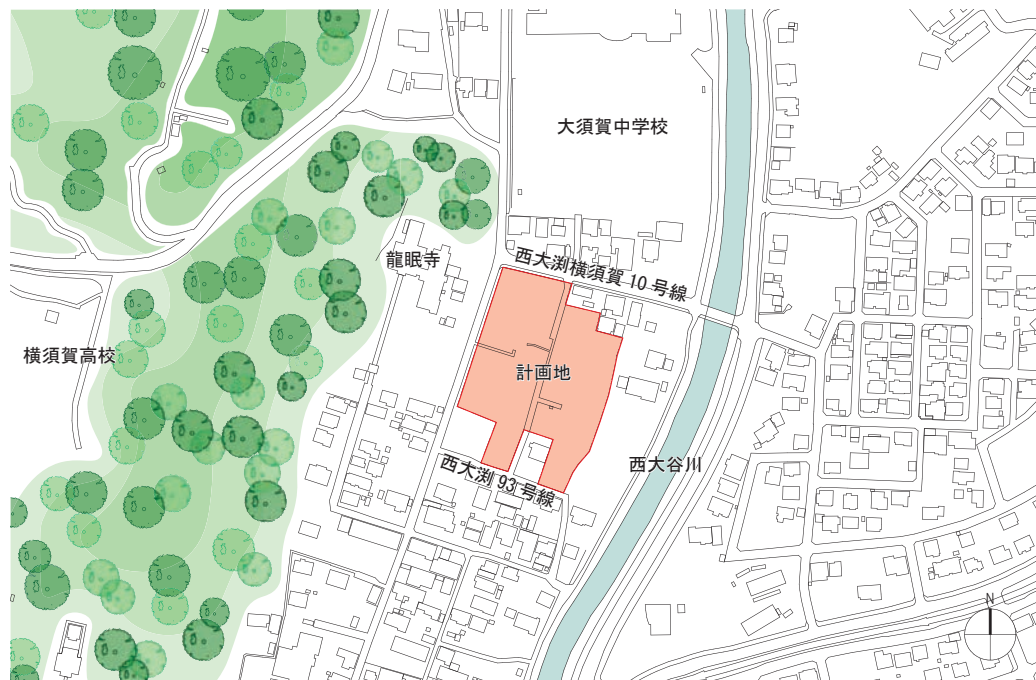 大須賀中学校
龍眠寺
西大渕横須賀 10 号線
横須賀高校
計画地
西大谷川
西大渕 93 号線
N